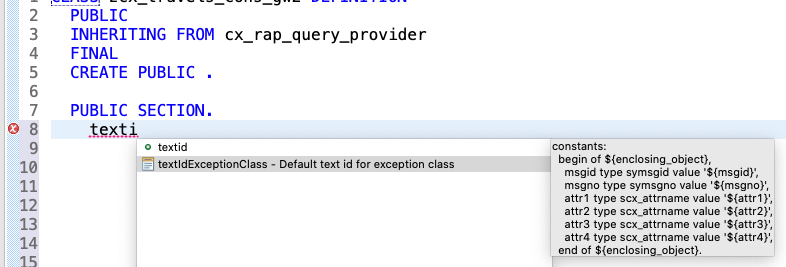 CLASS zcx_travels_cons_gw2 DEFINITION
2 PUBLIC
3 INHERITING FROM cx_rap_query_provider
4 FINAL
5 CREATE PUBLIC .
6
7 PUBLIC SECTION.
8 texti
9 textid
10 textIdExceptionClass - Default text id for exception class
11
12
13
14
15
constants:
begin of ${enclosing_object},
msgid type symsgid value '${msgid}',
msgno type symsgno value '${msgno}',
attr1 type scx_attrname value '${attr1}',
attr2 type scx_attrname value '${attr2}',
attr3 type scx_attrname value '${attr3}',
attr4 type scx_attrname value '${attr4}',
end of ${enclosing_object}.